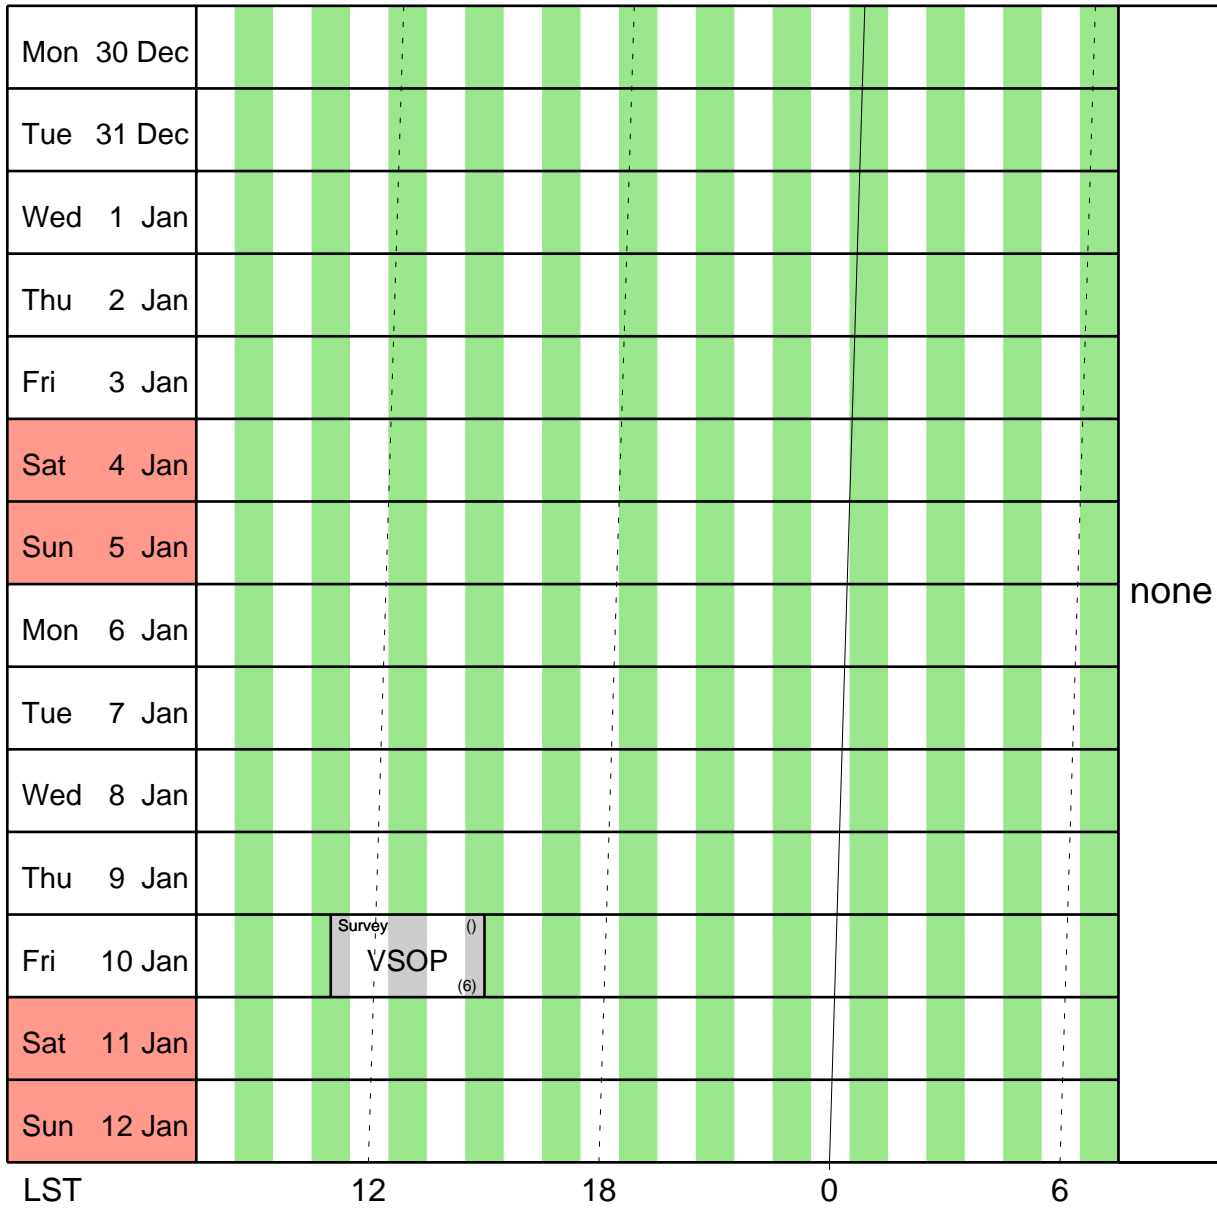 Mon 30 Dec
Tue 31 Dec
Wed 1 Jan
Thu 2 Jan
Fri 3 Jan
Sat 4 Jan
Sun 5 Jan
none
Mon 6 Jan
Tue 7 Jan
Wed 8 Jan
Thu 9 Jan
Survey ()
Fri 10 Jan VSOP
(6)
Sat 11 Jan
Sun 12 Jan
LST 12 18 0 6